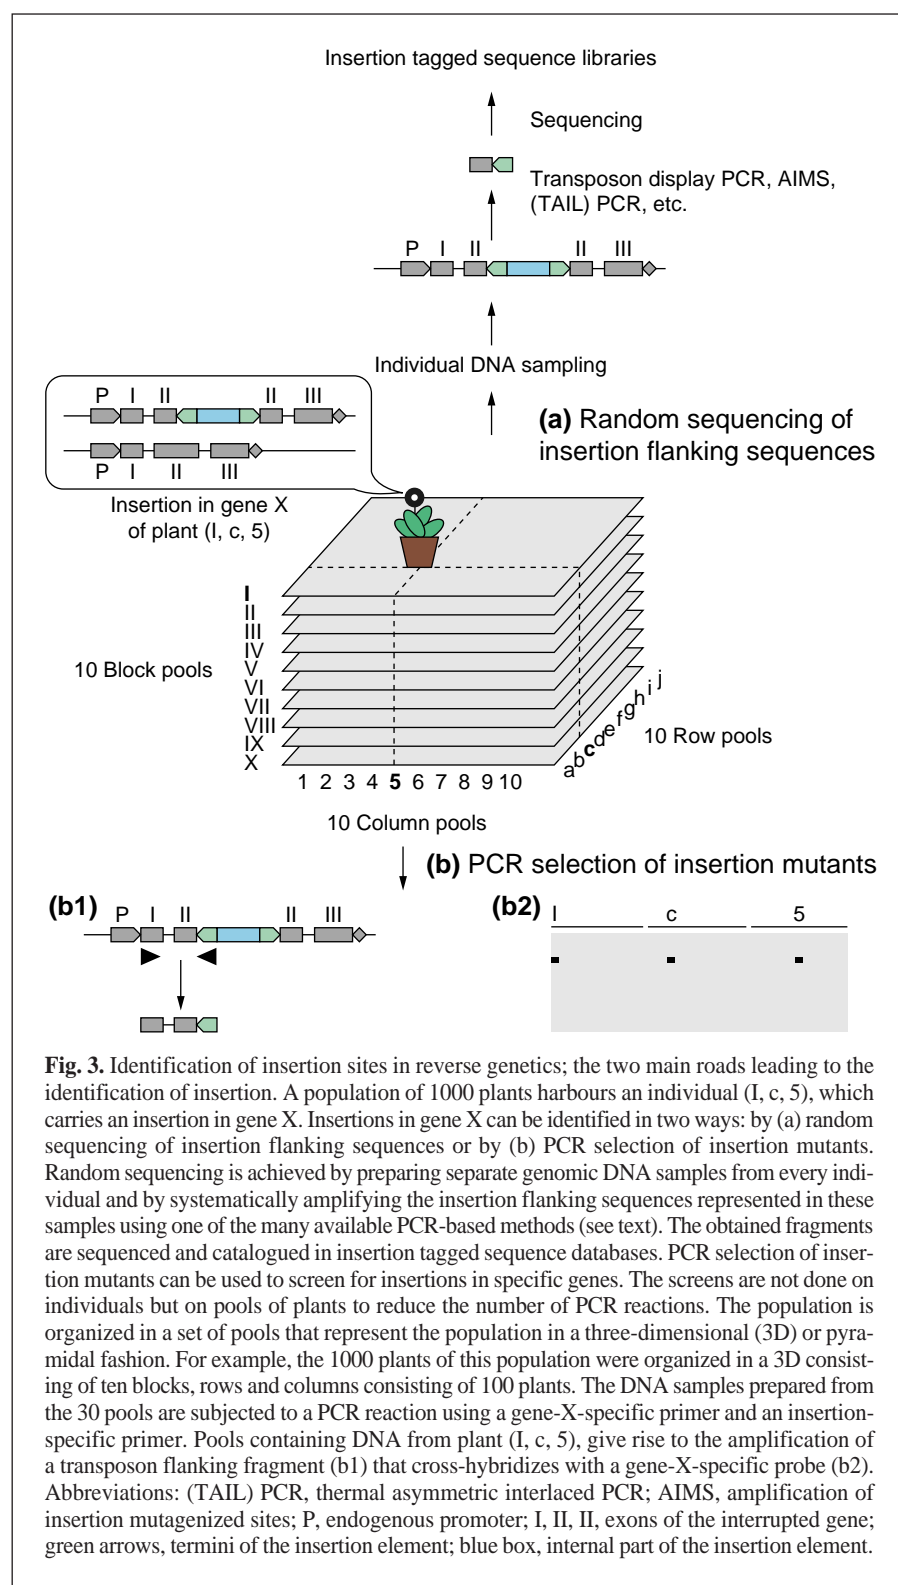 Insertion tagged sequence libraries
Sequencing
Transposon display PCR, AIMS,
(TAIL) PCR, etc.
P I II II III
Individual DNA sampling
P I II II III
P I II III
Insertion in gene X
of plant (I, c, 5)
(a) Random sequencing of
insertion flanking sequences
I
II
III
IV
V
VI
VII
VIII
IX
X
10 Block pools
a b c d e f g h i j
10 Row pools
1 2 3 4 5 6 7 8 9 10
10 Column pools
(b) PCR selection of insertion mutants
(b1)
P I II II III
(b2)
I c 5
Fig. 3. Identification of insertion sites in reverse genetics; the two main roads leading to the
identification of insertion. A population of 1000 plants harbours an individual (I, c, 5), which
carries an insertion in gene X. Insertions in gene X can be identified in two ways: by (a) random
sequencing of insertion flanking sequences or by (b) PCR selection of insertion mutants.
Random sequencing is achieved by preparing separate genomic DNA samples from every indi-
vidual and by systematically amplifying the insertion flanking sequences represented in these
samples using one of the many available PCR-based methods (see text). The obtained fragments
are sequenced and catalogued in insertion tagged sequence databases. PCR selection of inser-
tion mutants can be used to screen for insertions in specific genes. The screens are not done on
individuals but on pools of plants to reduce the number of PCR reactions. The population is
organized in a set of pools that represent the population in a three-dimensional (3D) or pyra-
midal fashion. For example, the 1000 plants of this population were organized in a 3D consist-
ing of ten blocks, rows and columns consisting of 100 plants. The DNA samples prepared from
the 30 pools are subjected to a PCR reaction using a gene-X-specific primer and an insertion-
specific primer. Pools containing DNA from plant (I, c, 5), give rise to the amplification of
a transposon flanking fragment (b1) that cross-hybridizes with a gene-X-specific probe (b2).
Abbreviations: (TAIL) PCR, thermal asymmetric interlaced PCR; AIMS, amplification of
insertion mutagenized sites; P, endogenous promoter; I, II, II, exons of the interrupted gene;
green arrows, termini of the insertion element; blue box, internal part of the insertion element.